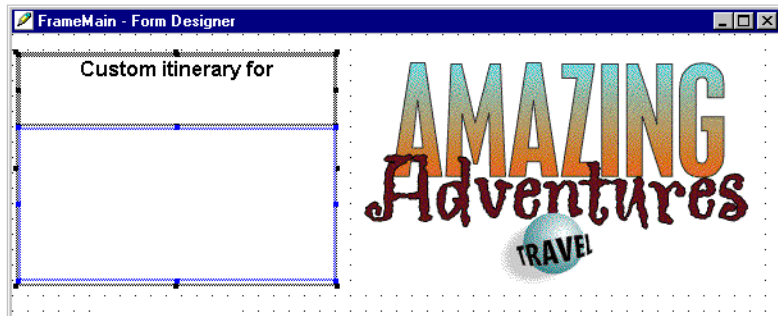 FrameMain - Form Designer
Custom itinerary for
AMAZING
Adventures
TRAVEL